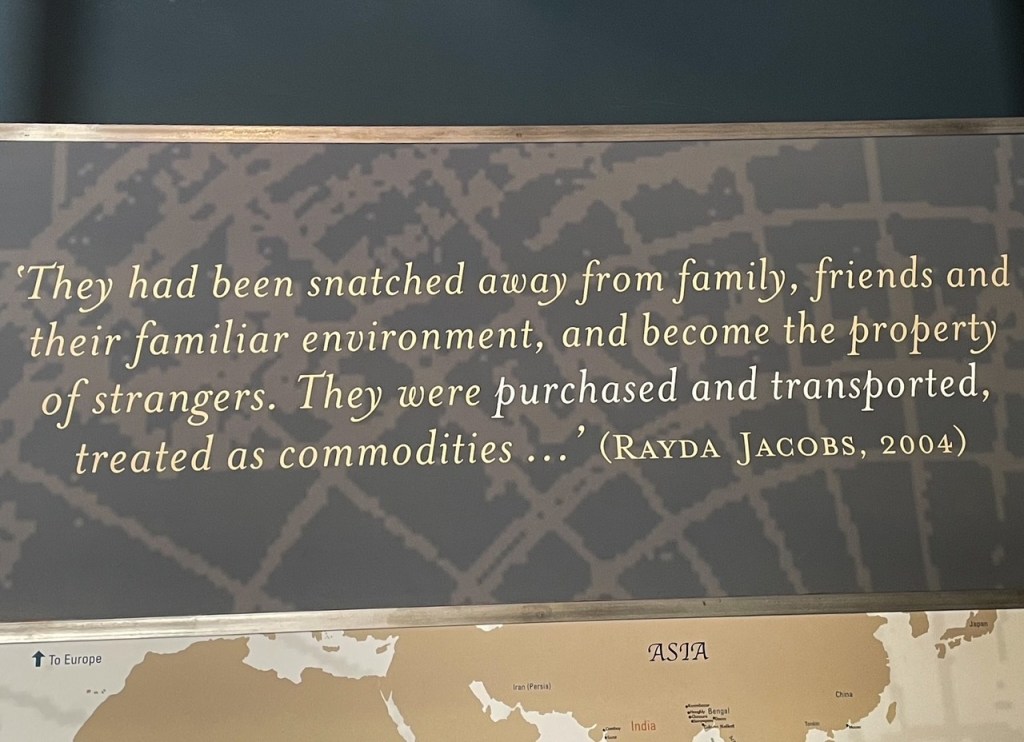 ‘They had been snatched away from family, friends and
their familiar environment, and become the property
of strangers. They were purchased and transported,
treated as commodities ...’ (RAYDA JACOBS, 2004)
To Europe
ASIA
Japan
Iran (Persia)
China
Bengal
India